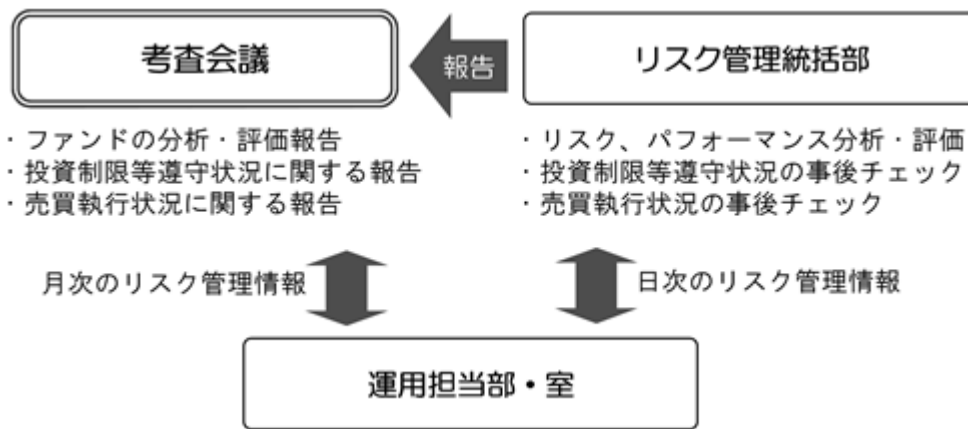 考査会議
報告
リスク管理統括部
・ファンドの分析・評価報告
・投資制限等遵守状況に関する報告
・売買執行状況に関する報告
・リスク、パフォーマンス分析・評価
・投資制限等遵守状況の事後チェック
・売買執行状況の事後チェック
月次のリスク管理情報
日次のリスク管理情報
運用担当部・室